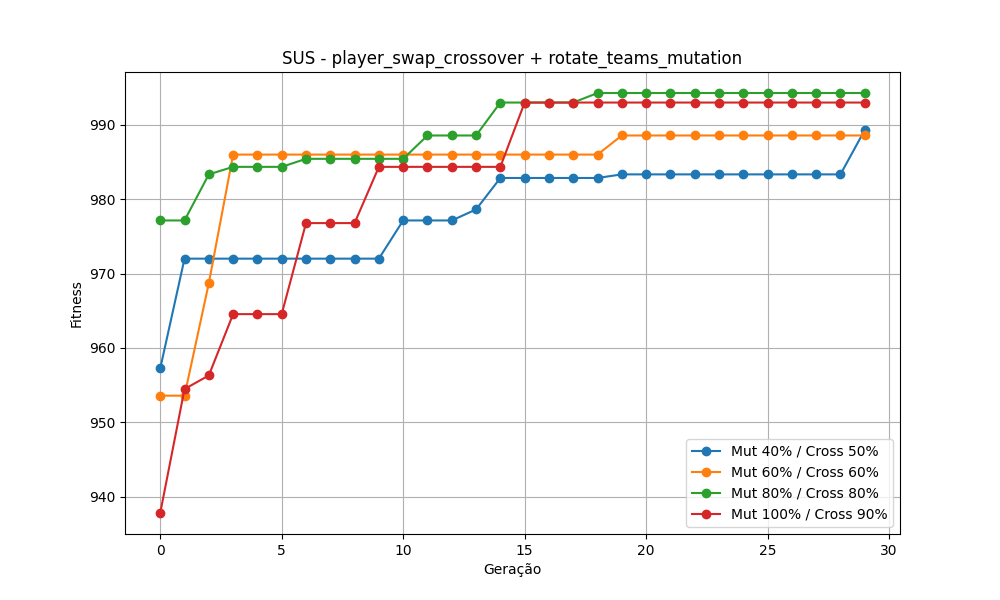 SUS - player_swap_crossover + rotate_teams_mutation
Fitness
990
980
970
960
950
940
0 5 10 15 20 25 30
Geração
Mut 40% / Cross 50%
Mut 60% / Cross 60%
Mut 80% / Cross 80%
Mut 100% / Cross 90%